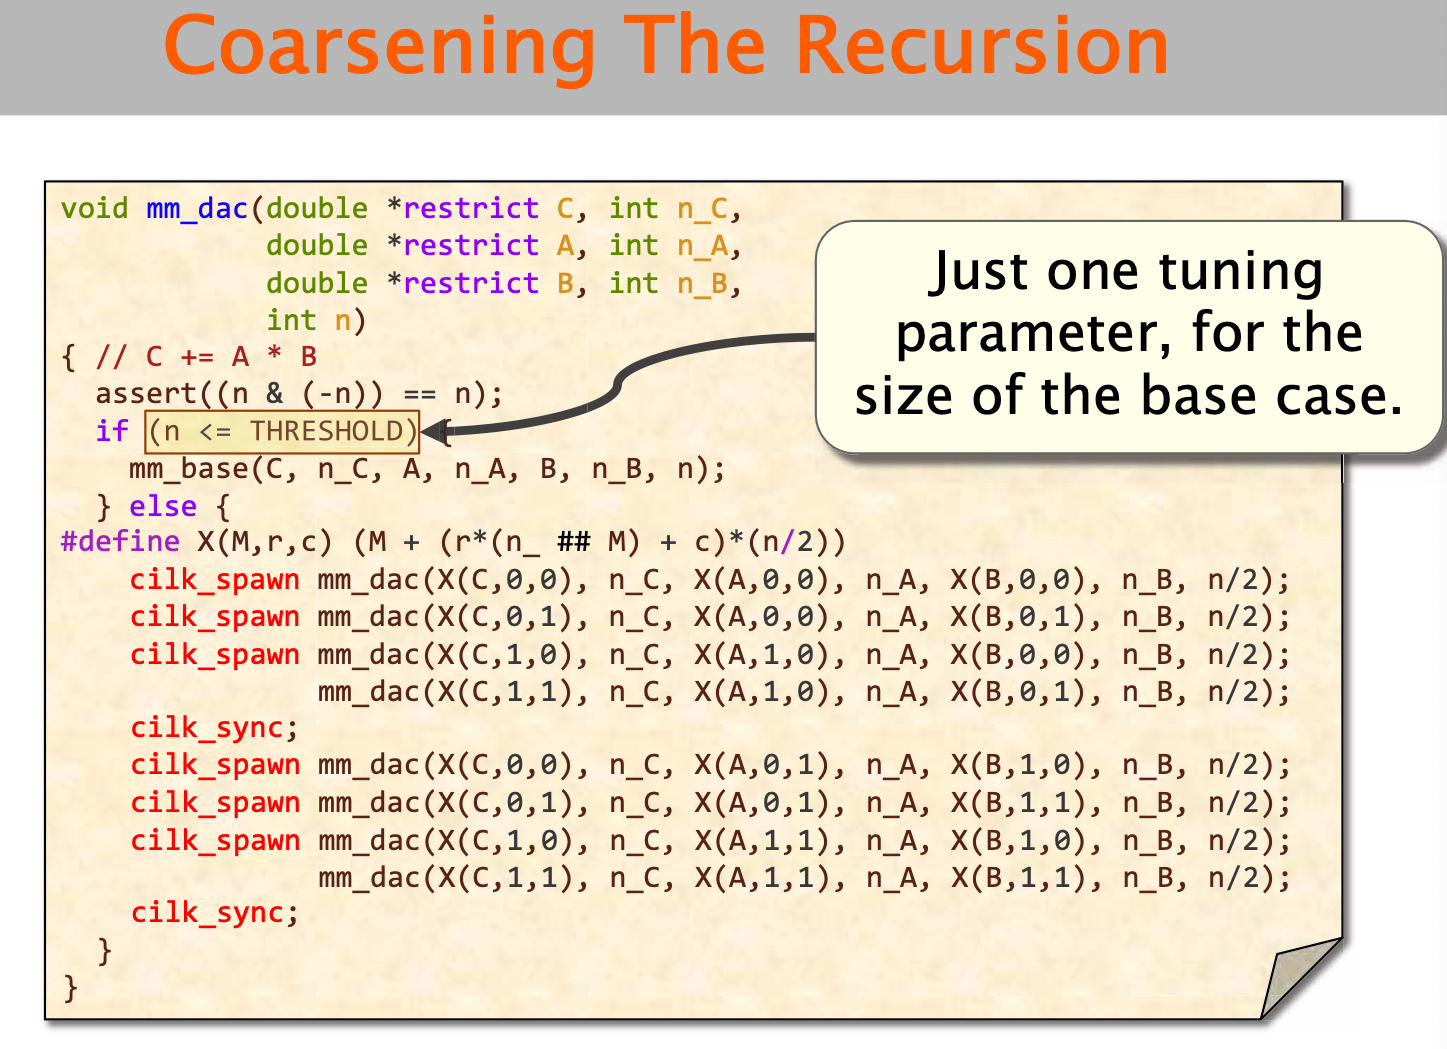 Coarsening The Recursion
void mm_dac(double *restrict C, int n_C,
            double *restrict A, int n_A,
            double *restrict B, int n_B,
            int n)
{ // C += A * B
  assert((n & (-n)) == n);
  if (n <= THRESHOLD) {
    mm_base(C, n_C, A, n_A, B, n_B, n);
  } else {
#define X(M,r,c) (M + (r*(n_ ## M) + c)*(n/2))
    cilk_spawn mm_dac(X(C,0,0), n_C, X(A,0,0), n_A, X(B,0,0), n_B, n/2);
    cilk_spawn mm_dac(X(C,0,1), n_C, X(A,0,0), n_A, X(B,0,1), n_B, n/2);
    cilk_spawn mm_dac(X(C,1,0), n_C, X(A,1,0), n_A, X(B,0,0), n_B, n/2);
               mm_dac(X(C,1,1), n_C, X(A,1,0), n_A, X(B,0,1), n_B, n/2);
    cilk_sync;
    cilk_spawn mm_dac(X(C,0,0), n_C, X(A,0,1), n_A, X(B,1,0), n_B, n/2);
    cilk_spawn mm_dac(X(C,0,1), n_C, X(A,0,1), n_A, X(B,1,1), n_B, n/2);
    cilk_spawn mm_dac(X(C,1,0), n_C, X(A,1,1), n_A, X(B,1,0), n_B, n/2);
               mm_dac(X(C,1,1), n_C, X(A,1,1), n_A, X(B,1,1), n_B, n/2);
    cilk_sync;
  }
}
Just one tuning
parameter, for the
size of the base case.